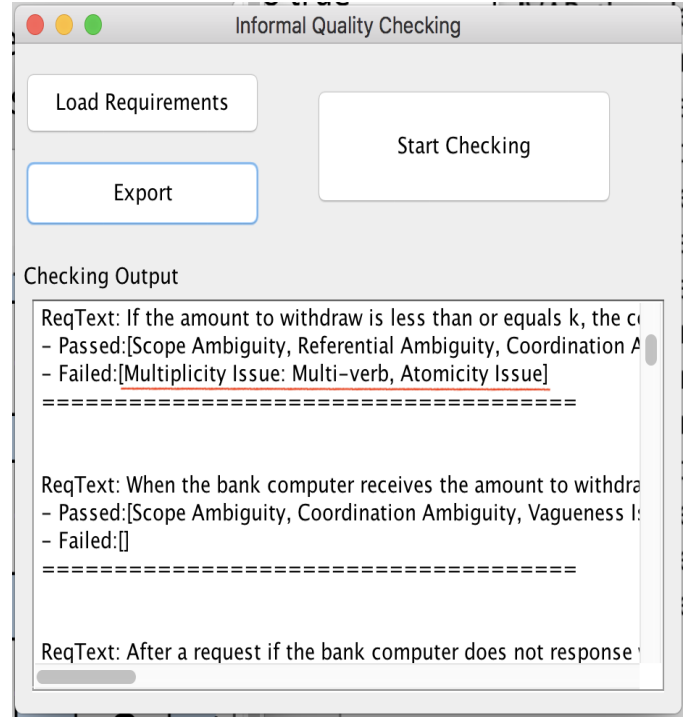 Informal Quality Checking
Load Requirements
Start Checking
Export
Checking Output
ReqText: If the amount to withdraw is less than or equals k, the
– Passed:[Scope Ambiguity, Referential Ambiguity, Coordination
– Failed:[Multiplicity Issue: Multi–verb, Atomicity Issue]
=====================================
ReqText: When the bank computer receives the amount to
– Passed:[Scope Ambiguity, Coordination Ambiguity, Vagueness
– Failed:[]
=====================================
ReqText: After a request if the bank computer does not response